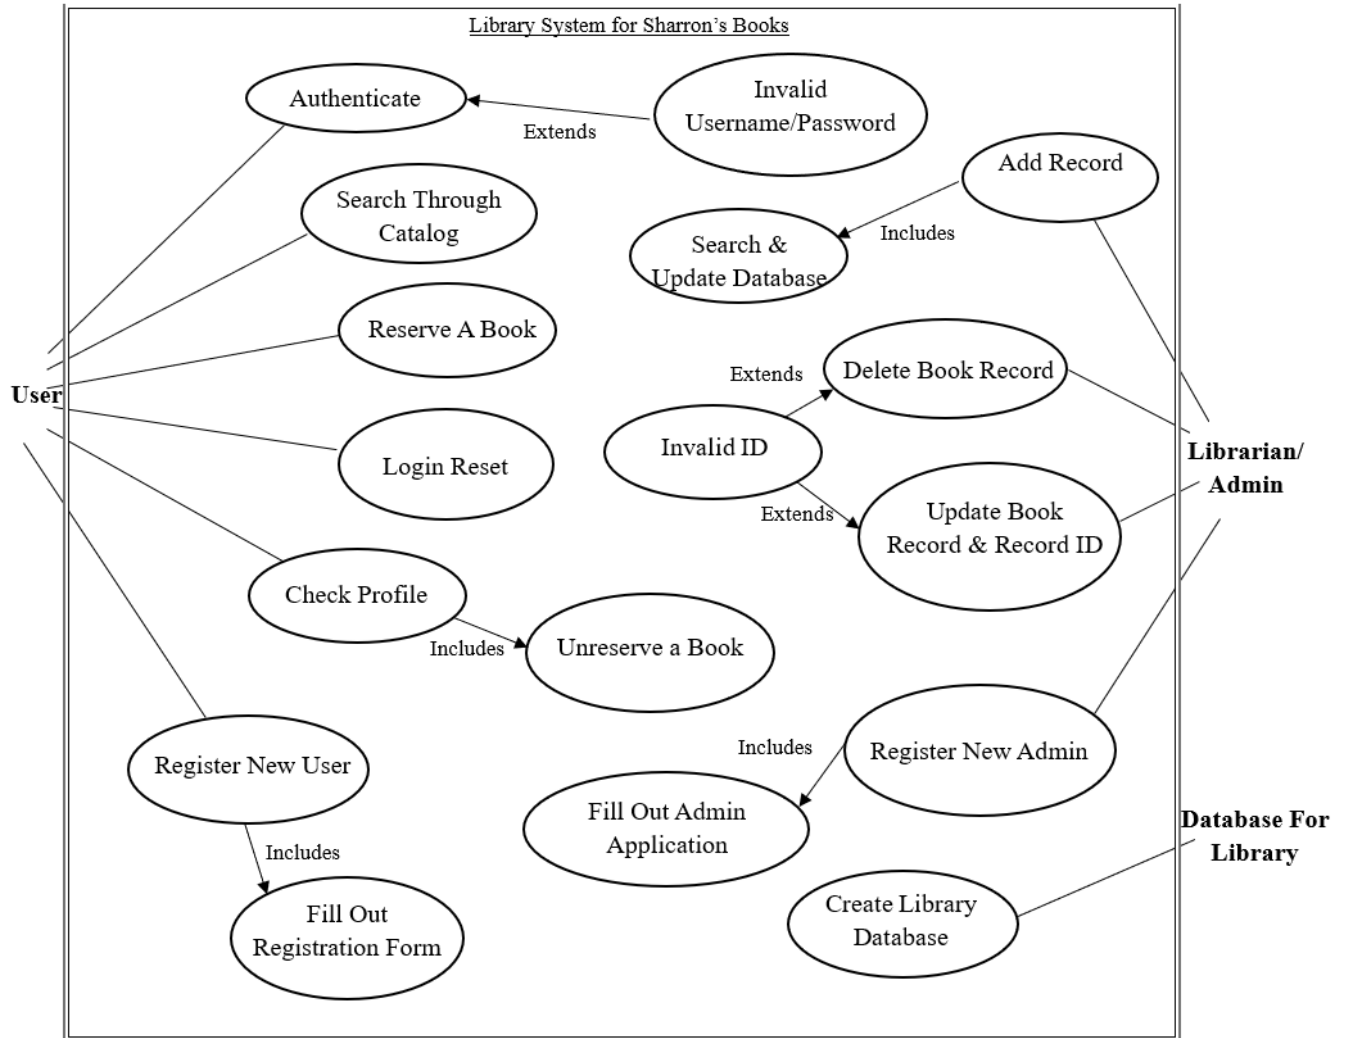 Library System for Sharron's Books
Authenticate
Extends
Invalid
Username/Password
Add Record
Includes
Search Through
Catalog
Search &
Update Database
Reserve A Book
Extends
Delete Book Record
User
Invalid ID
Librarian/
Admin
Login Reset
Extends
Update Book
Record & Record ID
Check Profile
Includes
Unreserve a Book
Register New User
Includes
Register New Admin
Fill Out Admin
Application
Database For
Library
Includes
Fill Out
Registration Form
Create Library
Database